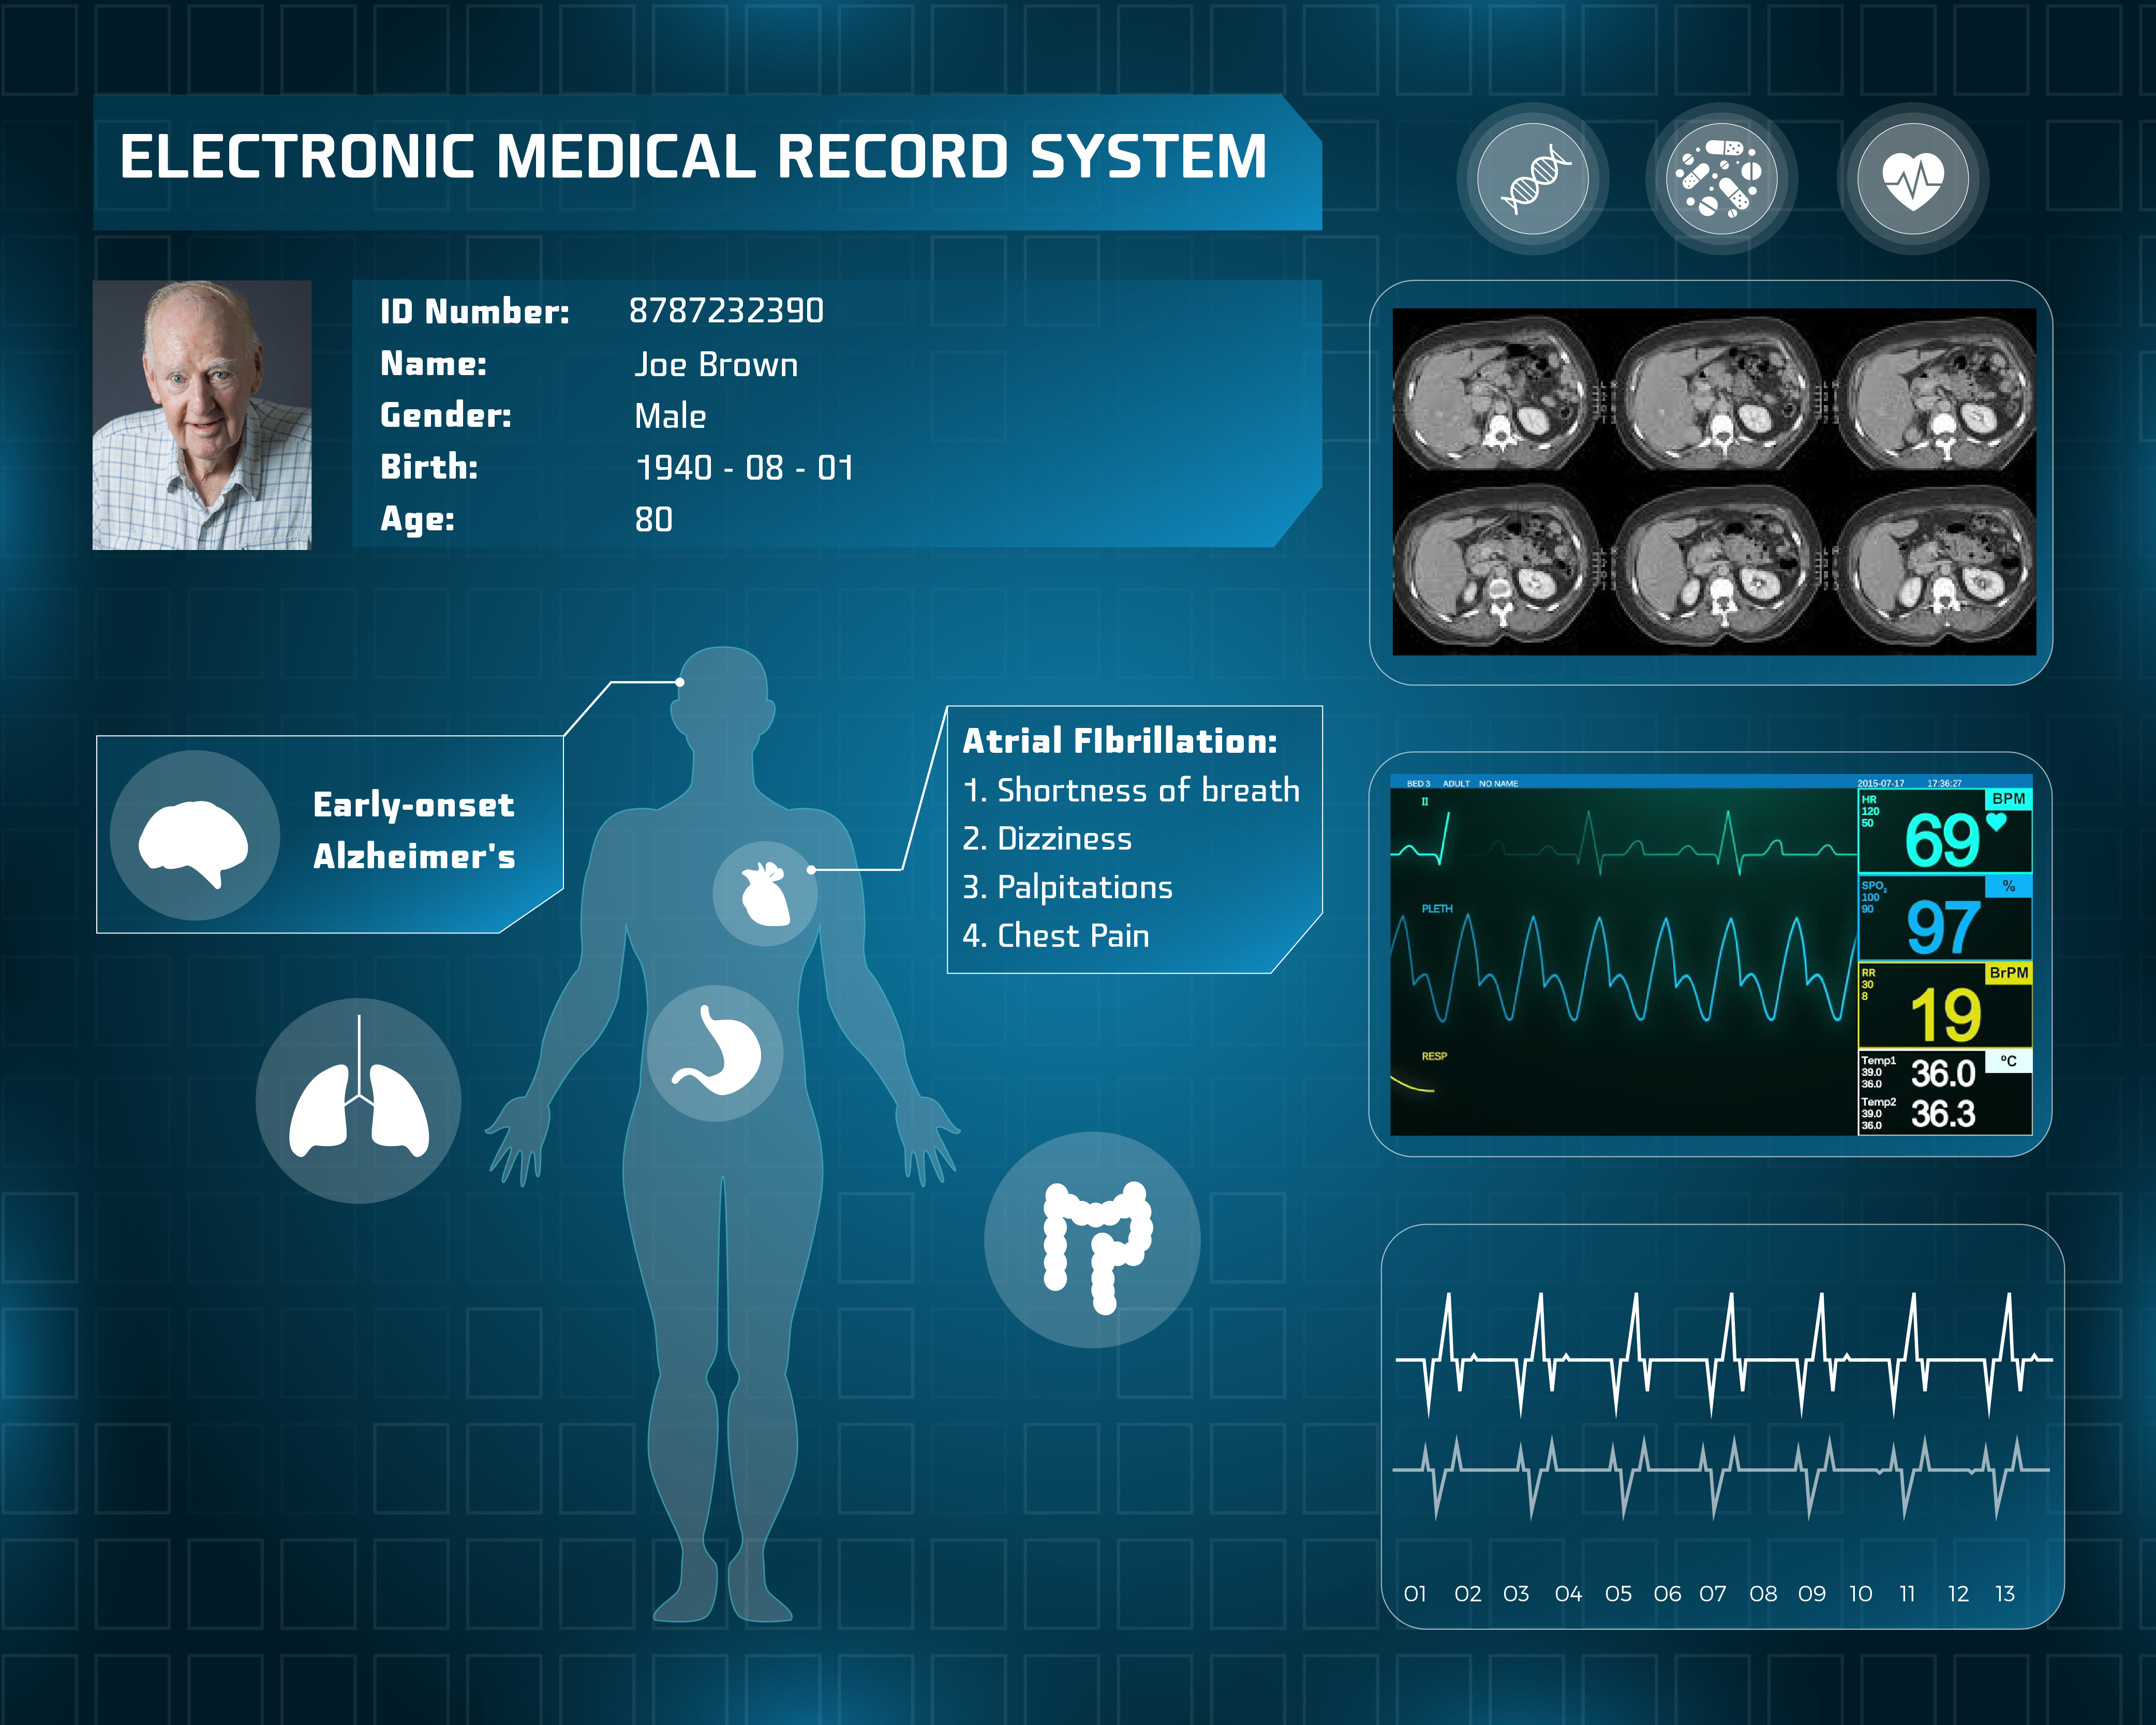 ELECTRONIC MEDICAL RECORD SYSTEM
ID Number: 8787232390
Name: Joe Brown
Gender: Male
Birth: 1940 - 08 - 01
Age: 80
Early-onset
Alzheimer's
Atrial FIbrillation:
1. Shortness of breath
2. Dizziness
3. Palpitations
4. Chest Pain
BED 3 ADULT NO NAME 2015-07-17 17:36:27
II
HR BPM
120
50
69
PLETH
SPO2 %
100
90
97
RESP
RR BrPM
30
8
19
Temp1 ºC
39.0
36.0
36.0
Temp2
39.0
36.0
36.3
01 02 03 04 05 06 07 08 09 10 11 12 13